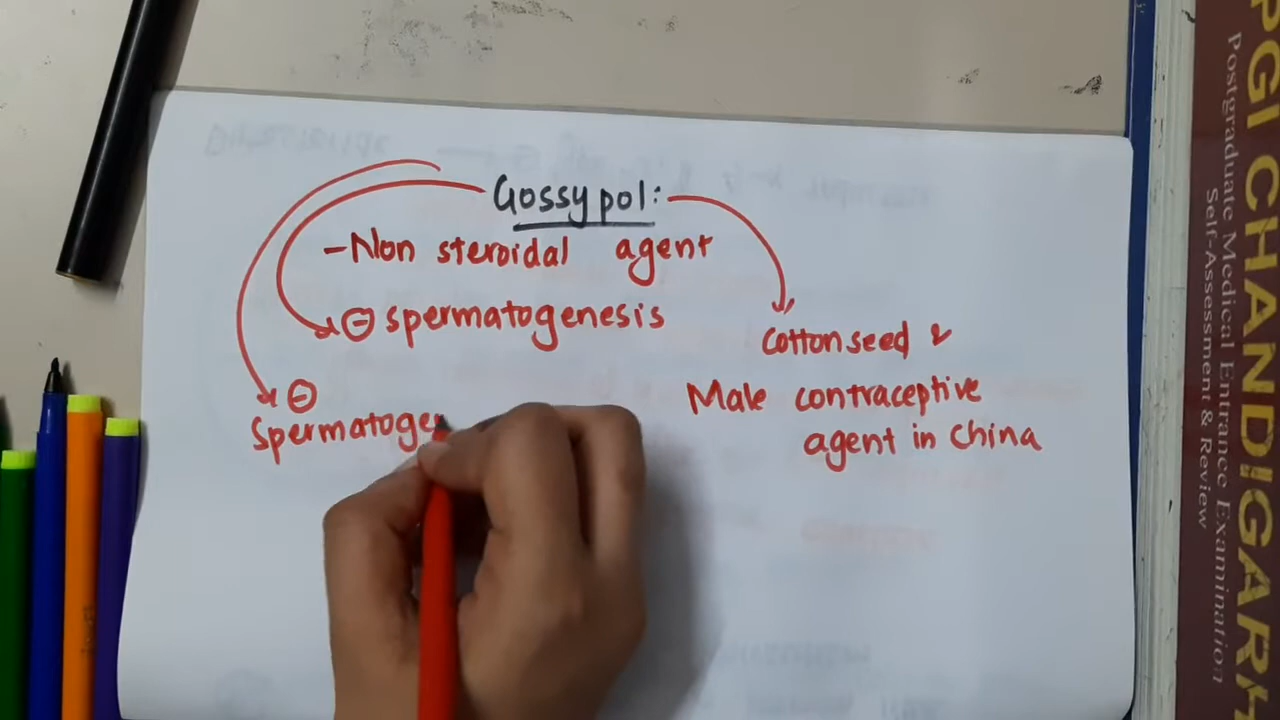 Gossypol:
-Non steroidal agent
⊖ spermatogenesis
Cottonseed &
Male contraceptive
agent in China
⊖
Spermatoge
PGI CHANDIGARH
Postgraduate Medical Entrance Examination
Self-Assessment & Review